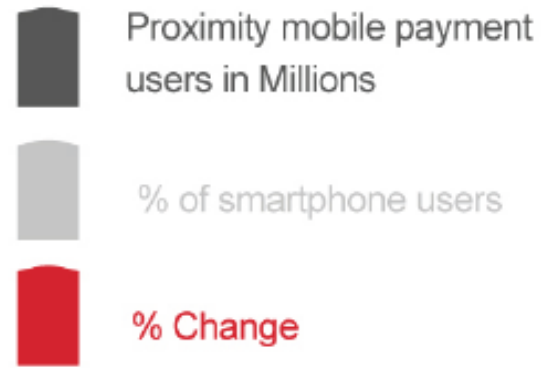 Proximity mobile payment
users in Millions
% of smartphone users
% Change